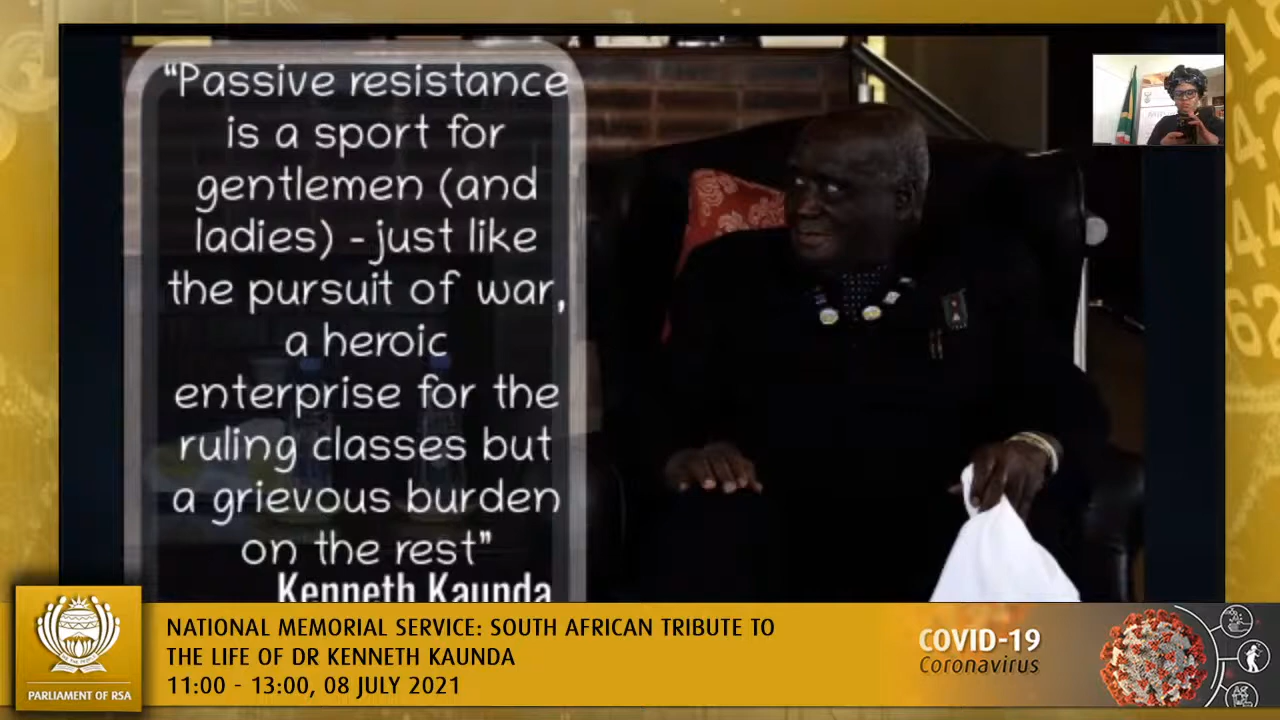 “Passive resistance
is a sport for
gentlemen (and
ladies) - just like
the pursuit of war,
a heroic
enterprise for the
ruling classes but
a grievous burden
on the rest”
Kenneth Kaunda
PARLIAMENT OF RSA
NATIONAL MEMORIAL SERVICE: SOUTH AFRICAN TRIBUTE TO
THE LIFE OF DR KENNETH KAUNDA
11:00 - 13:00, 08 JULY 2021
COVID-19
Coronavirus